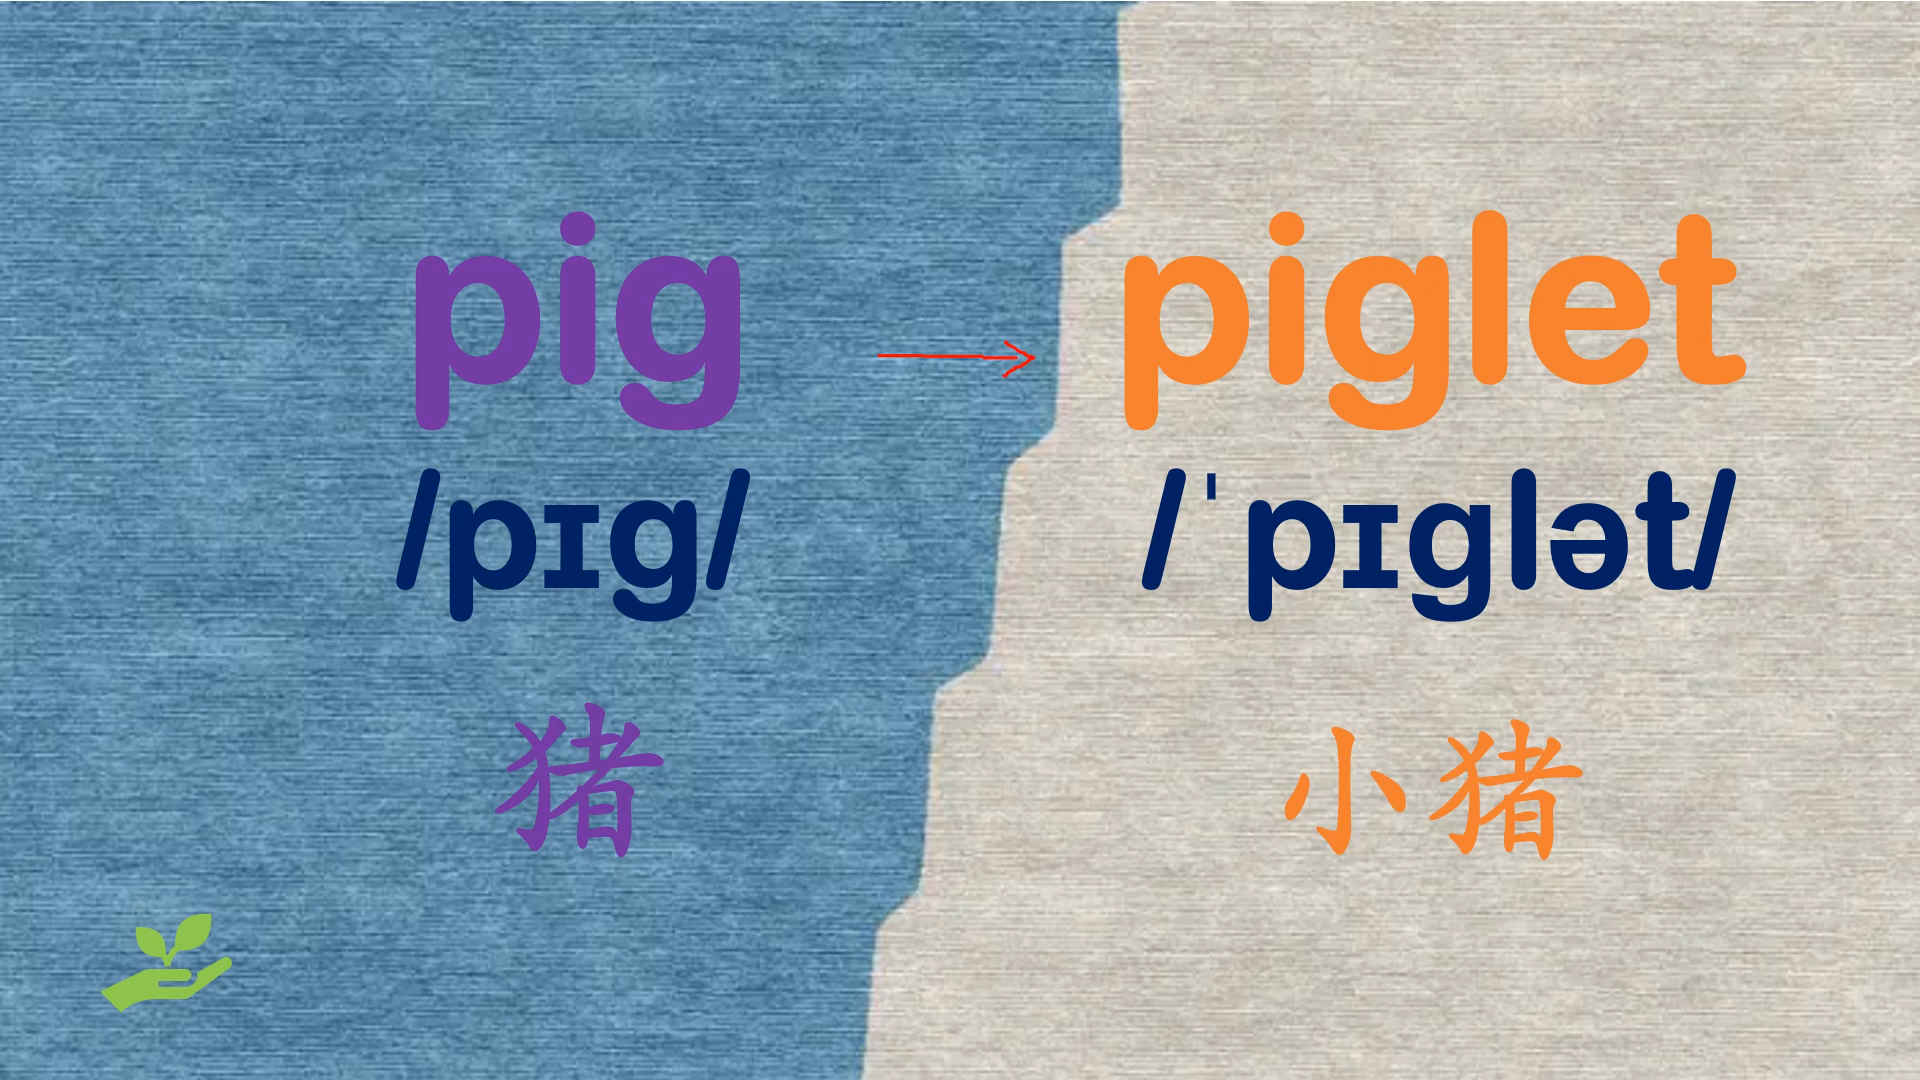 pig
/pɪg/
猪
piglet
/ˈpɪglət/
小猪